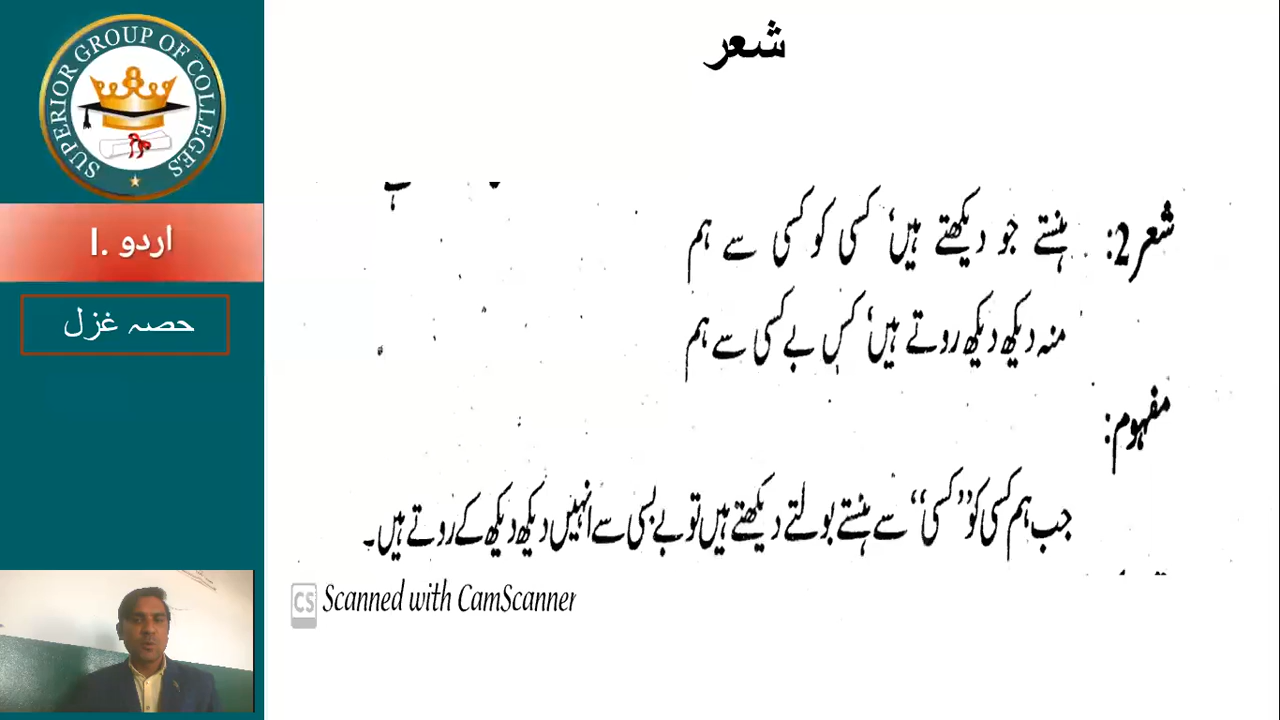 SUPERIOR GROUP OF COLLEGES
اردو .I
حصہ غزل
شعر
شعر2: ہنستے جو دیکھتے ہیں، کسی کو کسی سے ہم
منہ دیکھ دیکھ روتے ہیں، کس بے کسی سے ہم
مفہوم:
جب ہم کسی کو ”کسی“ سے ہنستے بولتے دیکھتے ہیں تو بے بسی سے انہیں دیکھ دیکھ کے روتے ہیں۔
CS Scanned with CamScanner